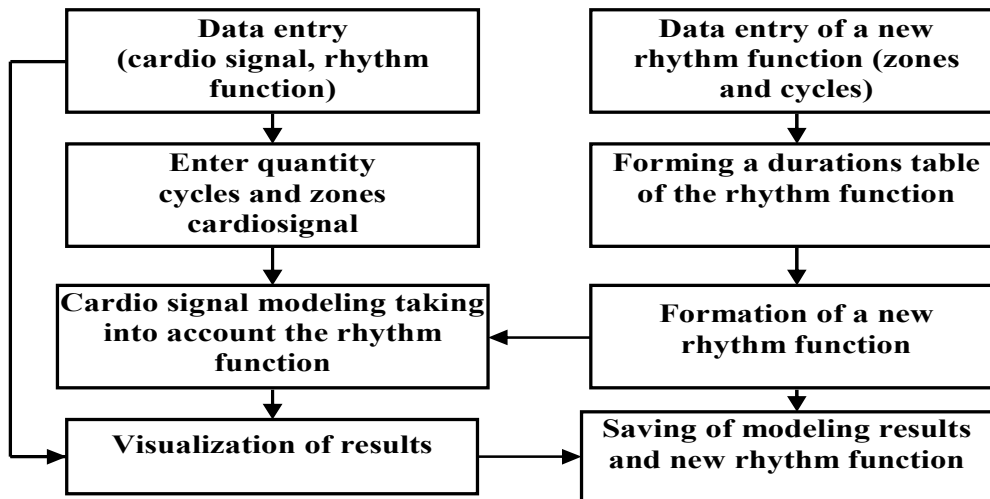 Data entry
(cardio signal, rhythm
function)
Enter quantity
cycles and zones
cardiosignal
Cardio signal modeling taking
into account the rhythm
function
Visualization of results
Data entry of a new
rhythm function (zones
and cycles)
Forming a durations table
of the rhythm function
Formation of a new
rhythm function
Saving of modeling results
and new rhythm function